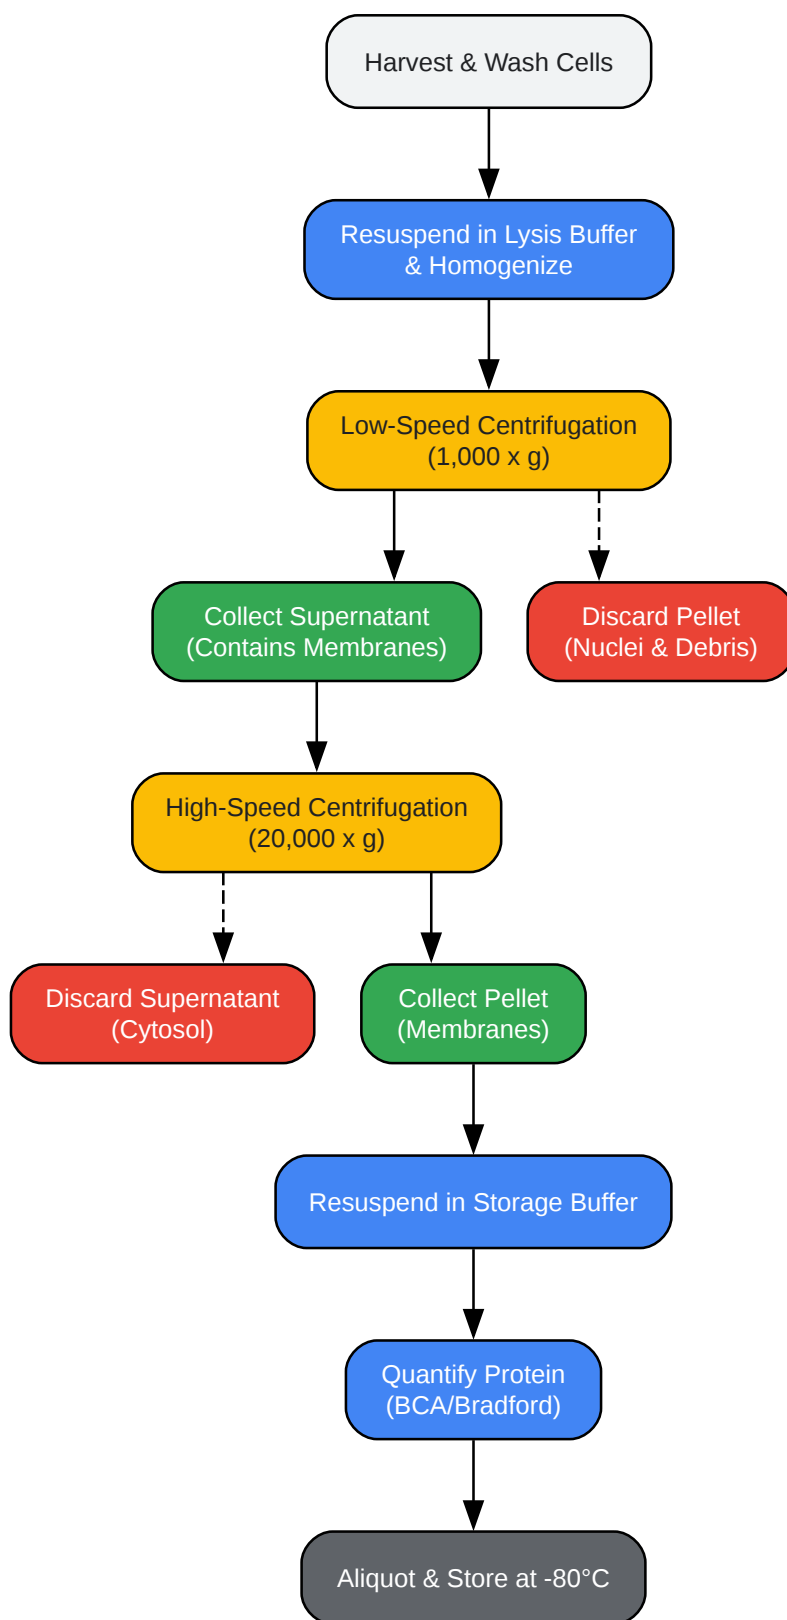 Harvest & Wash Cells
Resuspend in Lysis Buffer
& Homogenize
Low-Speed Centrifugation
(1,000 x g)
Collect Supernatant
(Contains Membranes)
Discard Pellet
(Nuclei & Debris)
High-Speed Centrifugation
(20,000 x g)
Discard Supernatant
(Cytosol)
Collect Pellet
(Membranes)
Resuspend in Storage Buffer
Quantify Protein
(BCA/Bradford)
Aliquot & Store at -80°C